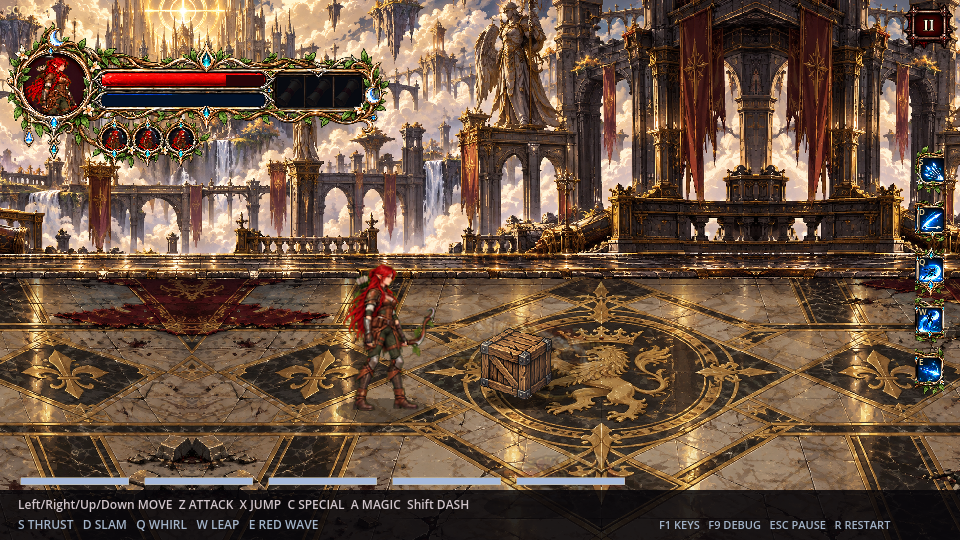 Left/Right/Up/Down MOVE Z ATTACK X JUMP C SPECIAL A MAGIC Shift DASH
S THRUST D SLAM Q WHIRL W LEAP E RED WAVE
F1 KEYS F9 DEBUG ESC PAUSE R RESTART